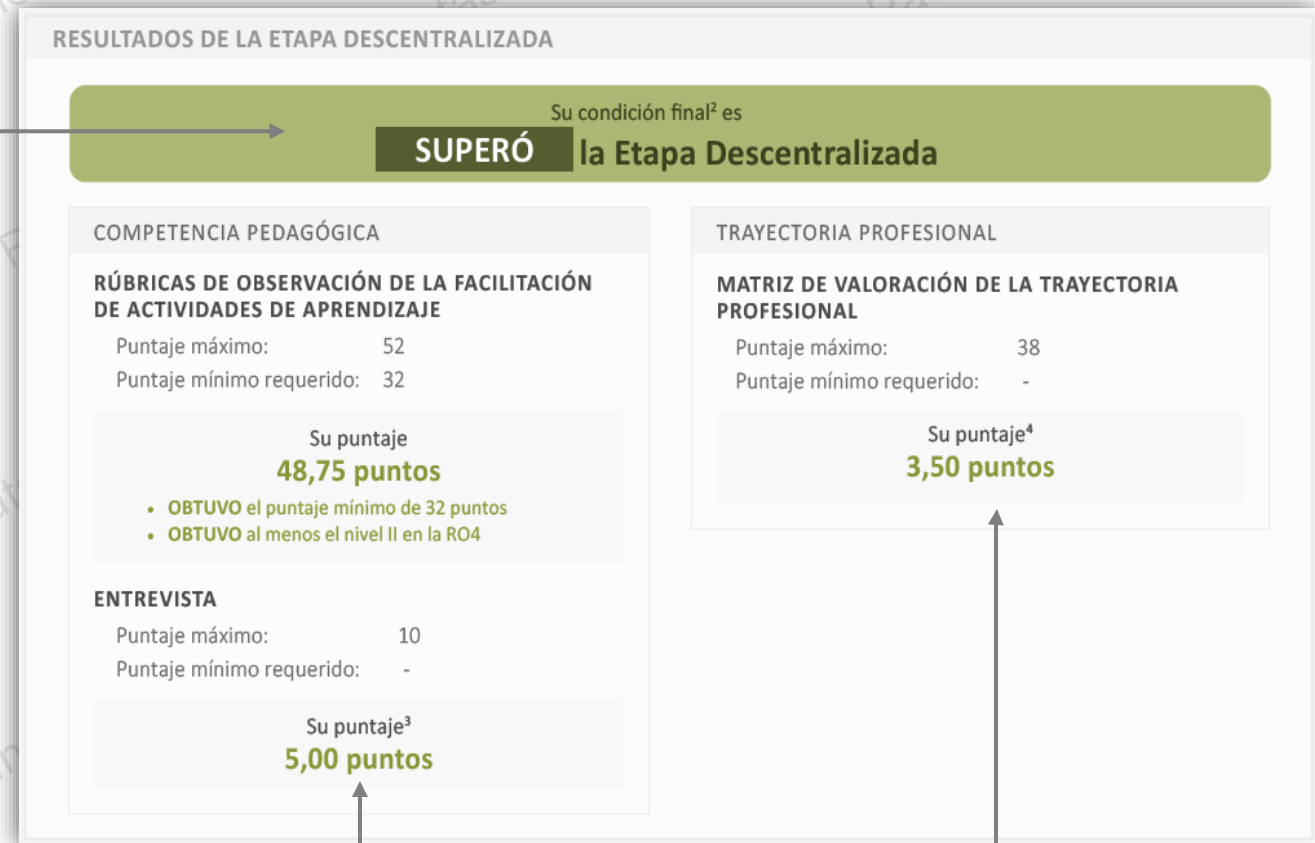 RESULTADOS DE LA ETAPA DESCENTRALIZADA
Su condición final² es
SUPERÓ la Etapa Descentralizada
COMPETENCIA PEDAGÓGICA
RÚBRICAS DE OBSERVACIÓN DE LA FACILITACIÓN
DE ACTIVIDADES DE APRENDIZAJE
Puntaje máximo: 52
Puntaje mínimo requerido: 32
Su puntaje
48,75 puntos
• OBTUVO el puntaje mínimo de 32 puntos
• OBTUVO al menos el nivel II en la RO4
ENTREVISTA
Puntaje máximo: 10
Puntaje mínimo requerido: -
Su puntaje³
5,00 puntos
TRAYECTORIA PROFESIONAL
MATRIZ DE VALORACIÓN DE LA TRAYECTORIA
PROFESIONAL
Puntaje máximo: 38
Puntaje mínimo requerido: -
Su puntaje⁴
3,50 puntos